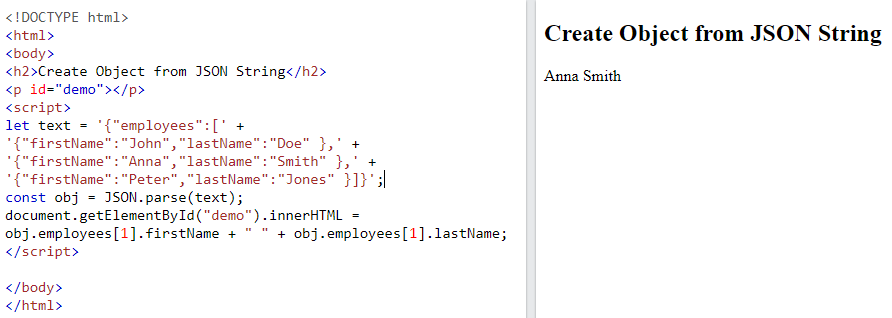 <!DOCTYPE html>
<html>
<body>
<h2>Create Object from JSON String</h2>
<p id="demo"></p>
<script>
let text = '{"employees":[' +
'{"firstName":"John","lastName":"Doe" },' +
'{"firstName":"Anna","lastName":"Smith" },' +
'{"firstName":"Peter","lastName":"Jones" }]}';
const obj = JSON.parse(text);
document.getElementById("demo").innerHTML =
obj.employees[1].firstName + " " + obj.employees[1].lastName;
</script>
</body>
</html>
Create Object from JSON String
Anna Smith